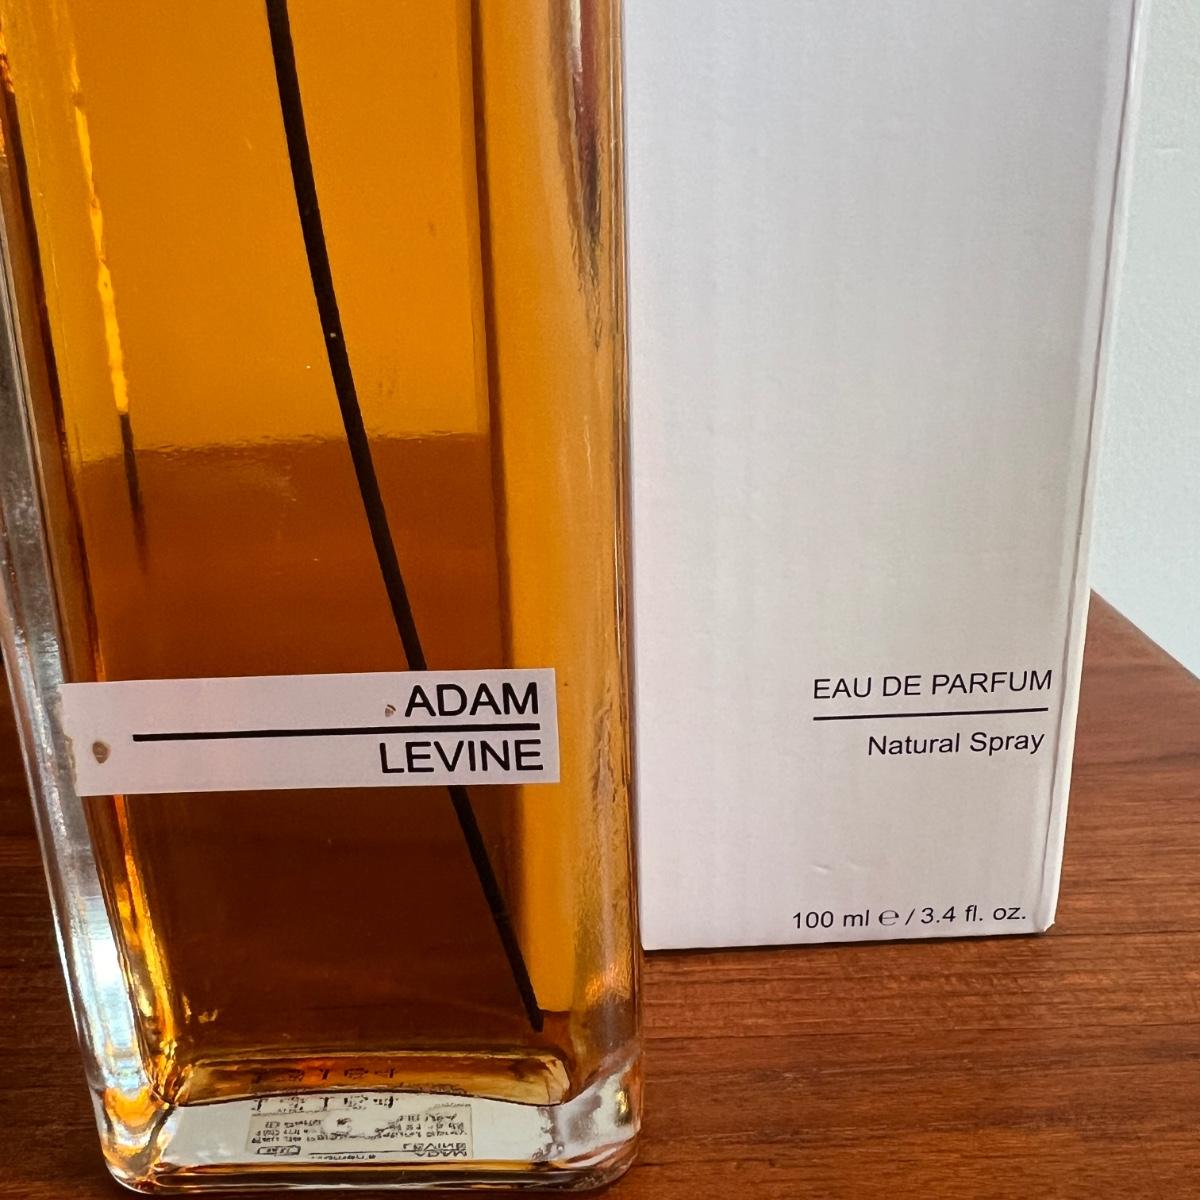 ADAM
LEVINE
EAU DE PARFUM
Natural Spray
100 ml ℮ / 3.4 fl. oz.